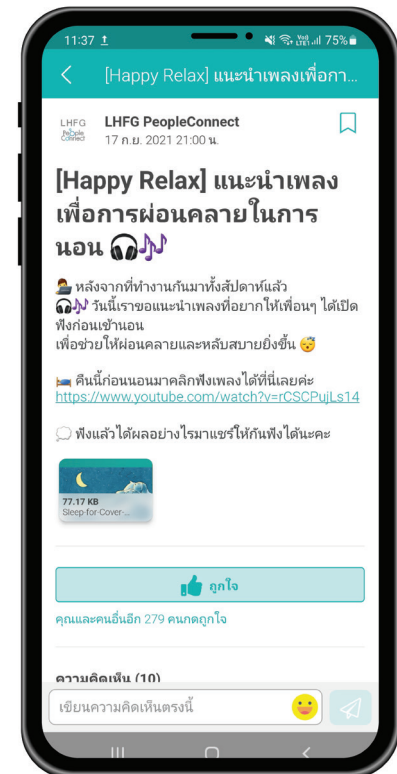 11:37
75%
[Happy Relax] แนะนำเพลงเพื่อกา...
LHFG
People
Connect
LHFG PeopleConnect
17 ก.ย. 2021 21:00 น.
[Happy Relax] แนะนำเพลง
เพื่อการผ่อนคลายในการ
นอน 🎧🎶
👨‍💻 หลังจากที่ทำงานกันมาทั้งสัปดาห์แล้ว
🎧🎶 วันนี้เราขอแนะนำเพลงที่อยากให้เพื่อนๆ ได้เปิด
ฟังก่อนเข้านอน
เพื่อช่วยให้ผ่อนคลายและหลับสบายยิ่งขึ้น 😴
🛌 คืนนี้ก่อนนอนมาคลิกฟังเพลงได้ที่นี่เลยค่ะ
https://www.youtube.com/watch?v=rCSCPujLs14
💭 ฟังแล้วได้ผลอย่างไรมาแชร์ให้กันฟังได้นะคะ
77.17 KB
Sleep-for-Cover-...
ถูกใจ
คุณและคนอื่นอีก 279 คนกดถูกใจ
ความคิดเห็น (10)
เขียนความคิดเห็นตรงนี้